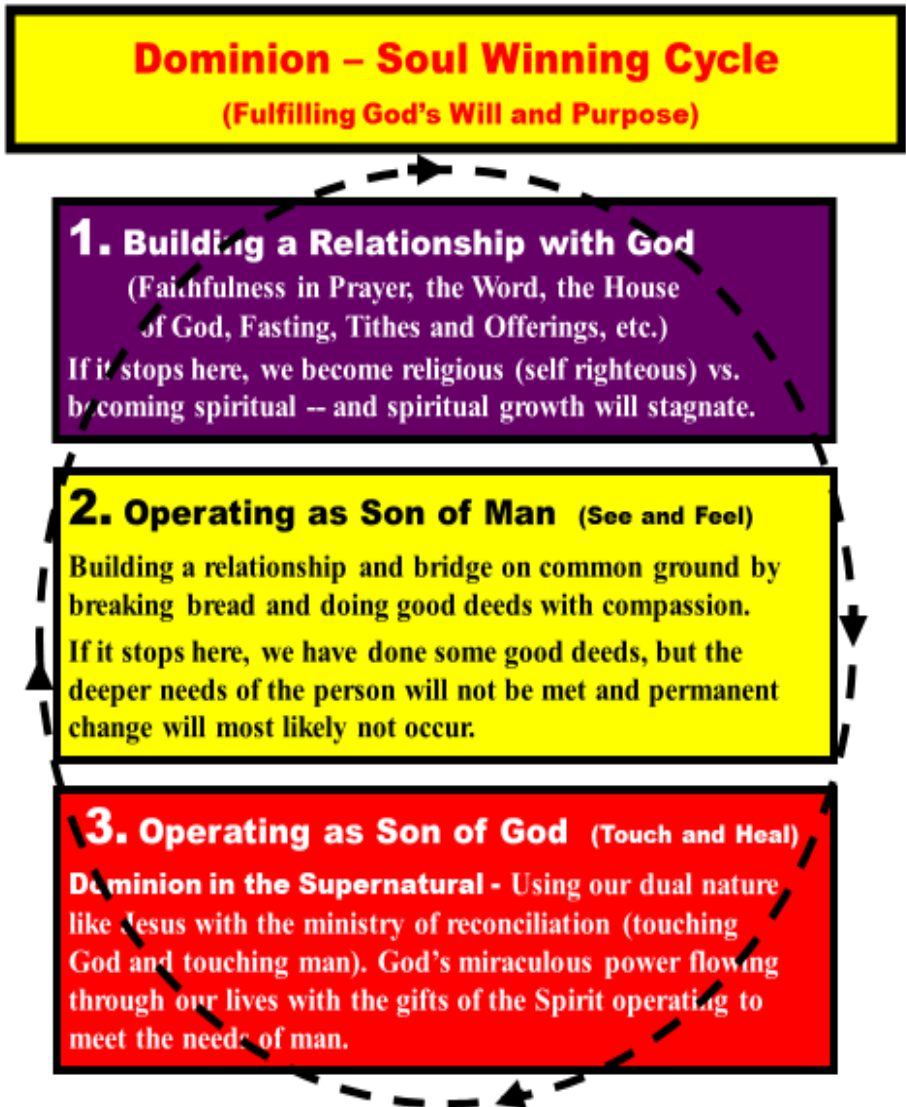 Dominion – Soul Winning Cycle
(Fulfilling God's Will and Purpose)
1. Building a Relationship with God
(Faithfulness in Prayer, the Word, the House
of God, Fasting, Tithes and Offerings, etc.)
If it stops here, we become religious (self righteous) vs.
becoming spiritual -- and spiritual growth will stagnate.
2. Operating as Son of Man (See and Feel)
Building a relationship and bridge on common ground by
breaking bread and doing good deeds with compassion.
If it stops here, we have done some good deeds, but the
deeper needs of the person will not be met and permanent
change will most likely not occur.
3. Operating as Son of God (Touch and Heal)
Dominion in the Supernatural - Using our dual nature
like Jesus with the ministry of reconciliation (touching
God and touching man). God's miraculous power flowing
through our lives with the gifts of the Spirit operating to
meet the needs of man.